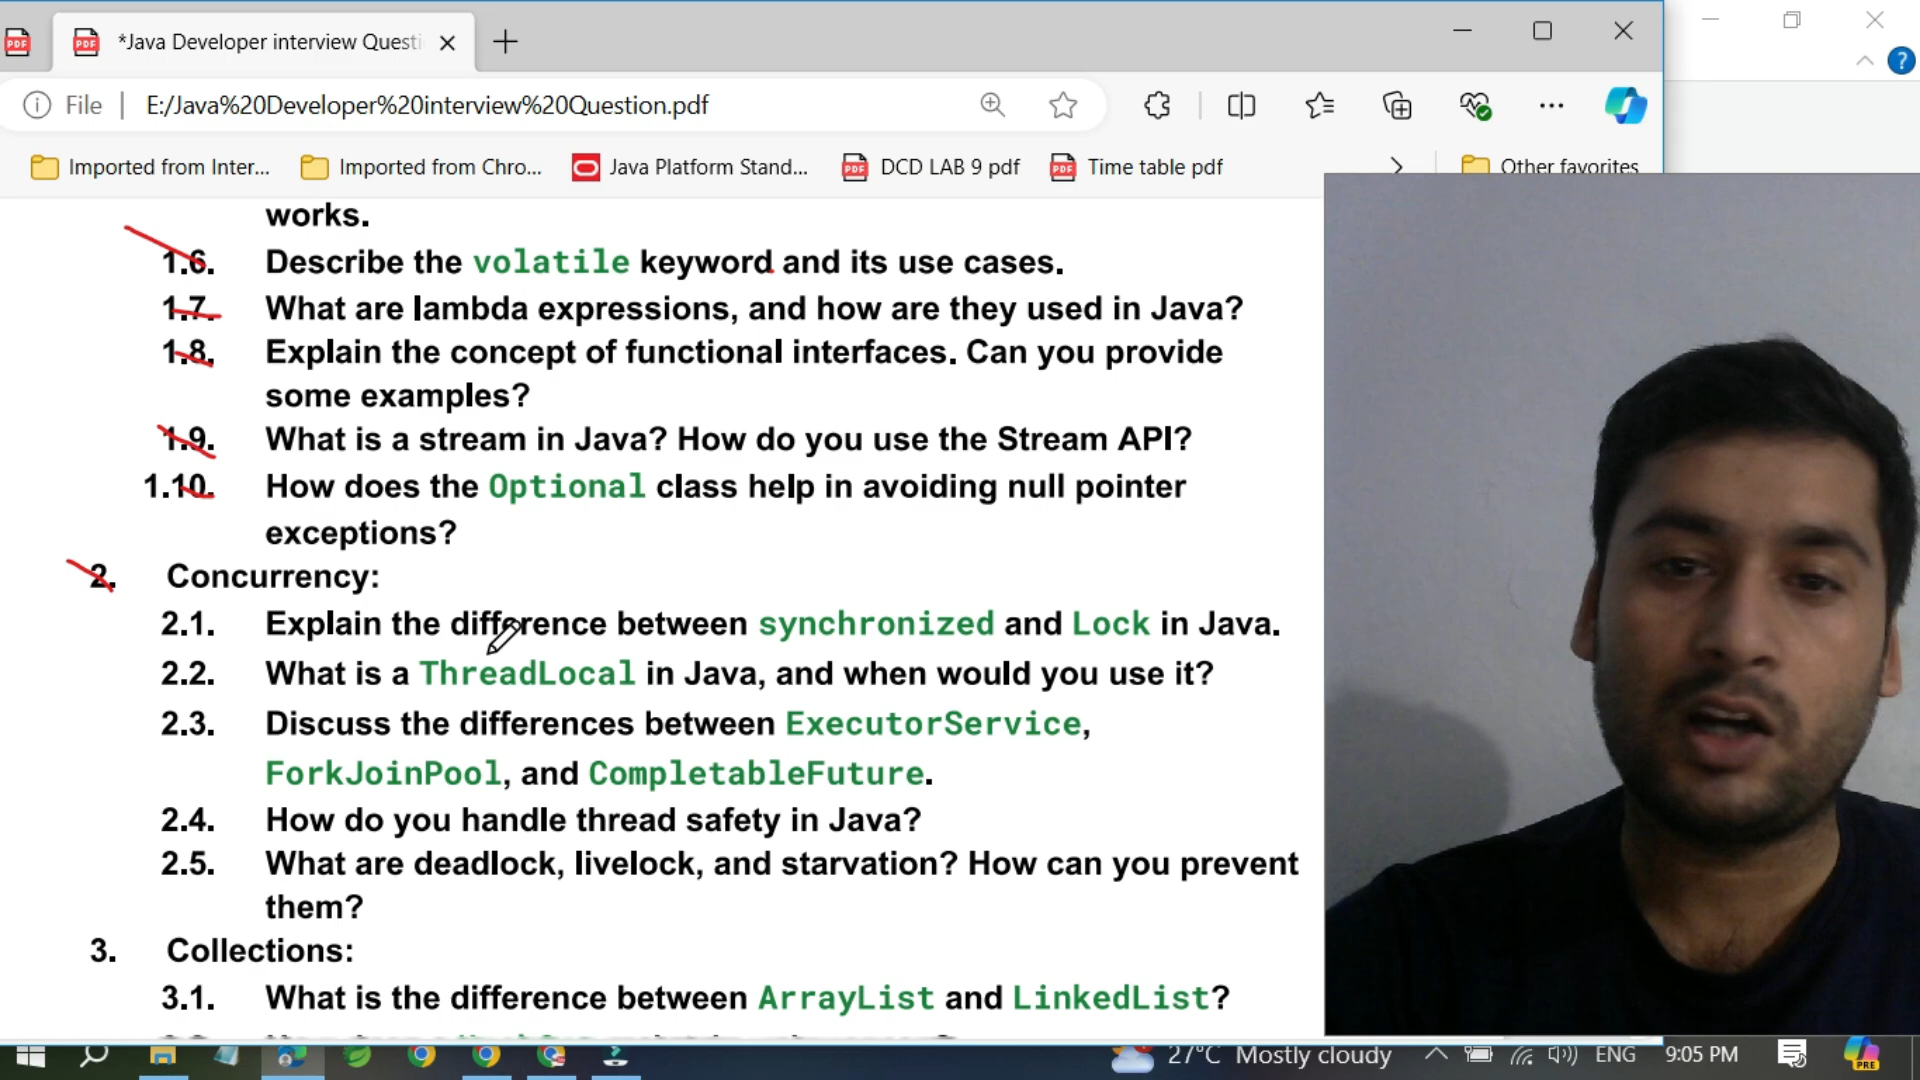 *Java Developer interview Questi
File
E:/Java%20Developer%20interview%20Question.pdf
Imported from Inter... Imported from Chro... Java Platform Stand... DCD LAB 9 pdf Time table pdf Other favorites
works.
1.6. Describe the volatile keyword and its use cases.
1.7. What are lambda expressions, and how are they used in Java?
1.8. Explain the concept of functional interfaces. Can you provide
some examples?
1.9. What is a stream in Java? How do you use the Stream API?
1.10. How does the Optional class help in avoiding null pointer
exceptions?
2. Concurrency:
2.1. Explain the difference between synchronized and Lock in Java.
2.2. What is a ThreadLocal in Java, and when would you use it?
2.3. Discuss the differences between ExecutorService,
ForkJoinPool, and CompletableFuture.
2.4. How do you handle thread safety in Java?
2.5. What are deadlock, livelock, and starvation? How can you prevent
them?
3. Collections:
3.1. What is the difference between ArrayList and LinkedList?
27°C Mostly cloudy ENG 9:05 PM
PRE